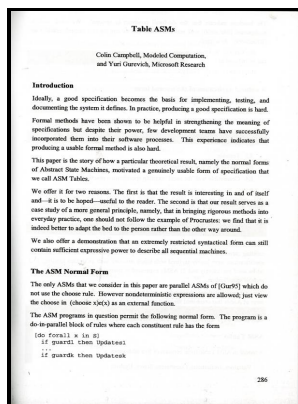 Table ASMs
Colin Campbell, Modeled Computation,
and Yuri Gurevich, Microsoft Research
Introduction
Ideally, a good specification becomes the basis for implementing, testing, and
documenting the system it defines. In practice, producing a good specification is hard.
Formal methods have been shown to be helpful in strengthening the meaning of
specifications but despite their power, few development teams have successfully
incorporated them into their software processes. This experience indicates that
producing a usable formal method is also hard.
This paper is the story of how a particular theoretical result, namely the normal forms
of Abstract State Machines, motivated a genuinely useful form of specification that
we call ASM Tables.
We offer it for two reasons. The first is that the result is interesting in and of itself
and—it is to be hoped—useful to the reader. The second is that our result serves as a
case study of a more general principle, namely, that in bringing rigorous methods into
everyday practice, one should not follow the example of Procrustes: we find that it is
indeed better to adapt the bed to the person rather than the other way around.
We also offer a demonstration that an extremely restricted syntactical form can still
contain sufficient expressive power to describe all sequential machines.
The ASM Normal Form
The only ASMs that we consider in this paper are parallel ASMs of [Gur95] which do
not use the choose rule. However nondeterministic expressions are allowed; just view
the choose in (choose x)e(x) as an external function.
The ASM programs in question permit the following normal form. The program is a
do-in-parallel block of rules where each constituent rule has the form
[do forall x in S]
if guard1 then Updates1
...
if guardk then Updatesk
286